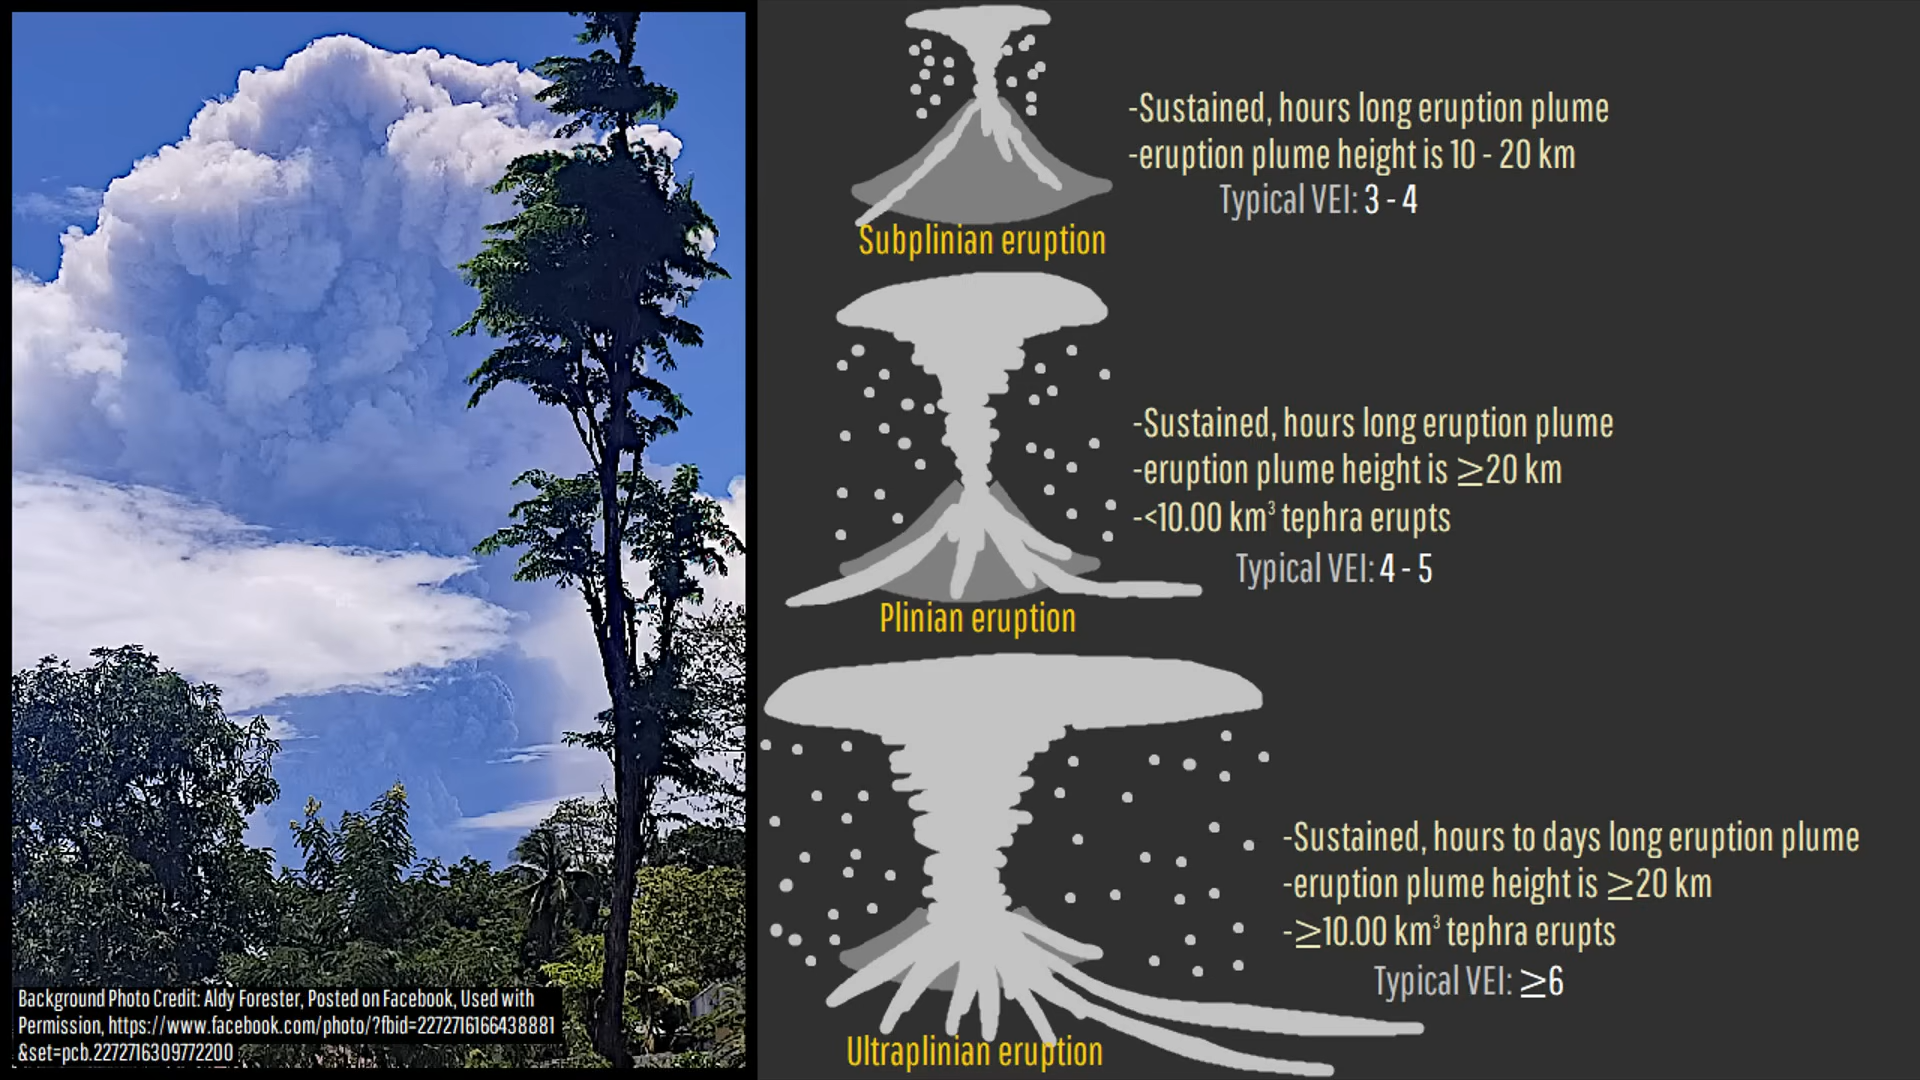 Background Photo Credit: Aldy Forester, Posted on Facebook, Used with
Permission, https://www.facebook.com/photo/?fbid=2272716166438881
&set=pcb.2272716309772200
-Sustained, hours long eruption plume
-eruption plume height is 10 - 20 km
Typical VEI: 3 - 4
Subplinian eruption
-Sustained, hours long eruption plume
-eruption plume height is ≥20 km
-<10.00 km³ tephra erupts
Typical VEI: 4 - 5
Plinian eruption
-Sustained, hours to days long eruption plume
-eruption plume height is ≥20 km
-≥10.00 km³ tephra erupts
Typical VEI: ≥6
Ultraplinian eruption